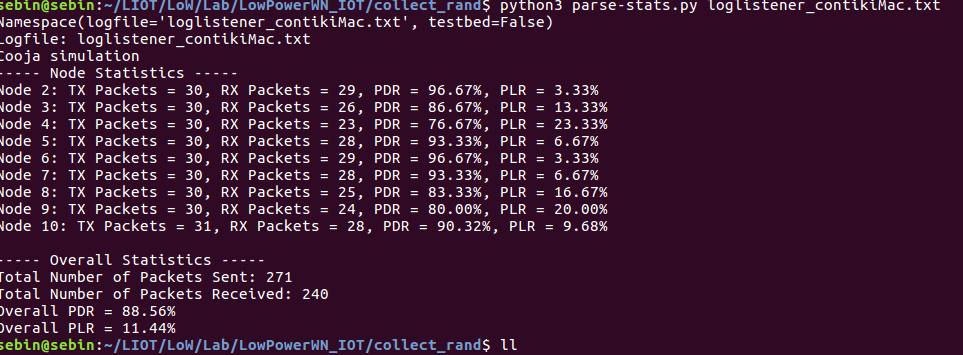 sebin@sebin:~/LIOT/LoW/Lab/LowPowerWN_IOT/collect_rand$ python3 parse-stats.py loglistener_contikiMac.txt
Namespace(logfile='loglistener_contikiMac.txt', testbed=False)
Logfile: loglistener_contikiMac.txt
Cooja simulation
----- Node Statistics -----
Node 2: TX Packets = 30, RX Packets = 29, PDR = 96.67%, PLR = 3.33%
Node 3: TX Packets = 30, RX Packets = 26, PDR = 86.67%, PLR = 13.33%
Node 4: TX Packets = 30, RX Packets = 23, PDR = 76.67%, PLR = 23.33%
Node 5: TX Packets = 30, RX Packets = 28, PDR = 93.33%, PLR = 6.67%
Node 6: TX Packets = 30, RX Packets = 29, PDR = 96.67%, PLR = 3.33%
Node 7: TX Packets = 30, RX Packets = 28, PDR = 93.33%, PLR = 6.67%
Node 8: TX Packets = 30, RX Packets = 25, PDR = 83.33%, PLR = 16.67%
Node 9: TX Packets = 30, RX Packets = 24, PDR = 80.00%, PLR = 20.00%
Node 10: TX Packets = 31, RX Packets = 28, PDR = 90.32%, PLR = 9.68%
----- Overall Statistics -----
Total Number of Packets Sent: 271
Total Number of Packets Received: 240
Overall PDR = 88.56%
Overall PLR = 11.44%
sebin@sebin:~/LIOT/LoW/Lab/LowPowerWN_IOT/collect_rand$ ll